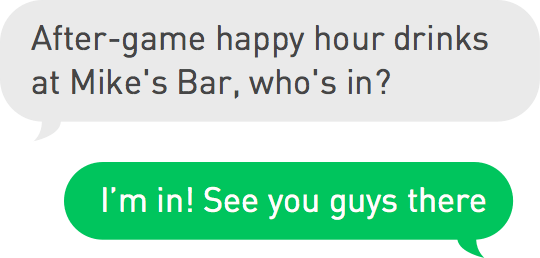 After-game happy hour drinks
at Mike's Bar, who's in?
I’m in! See you guys there